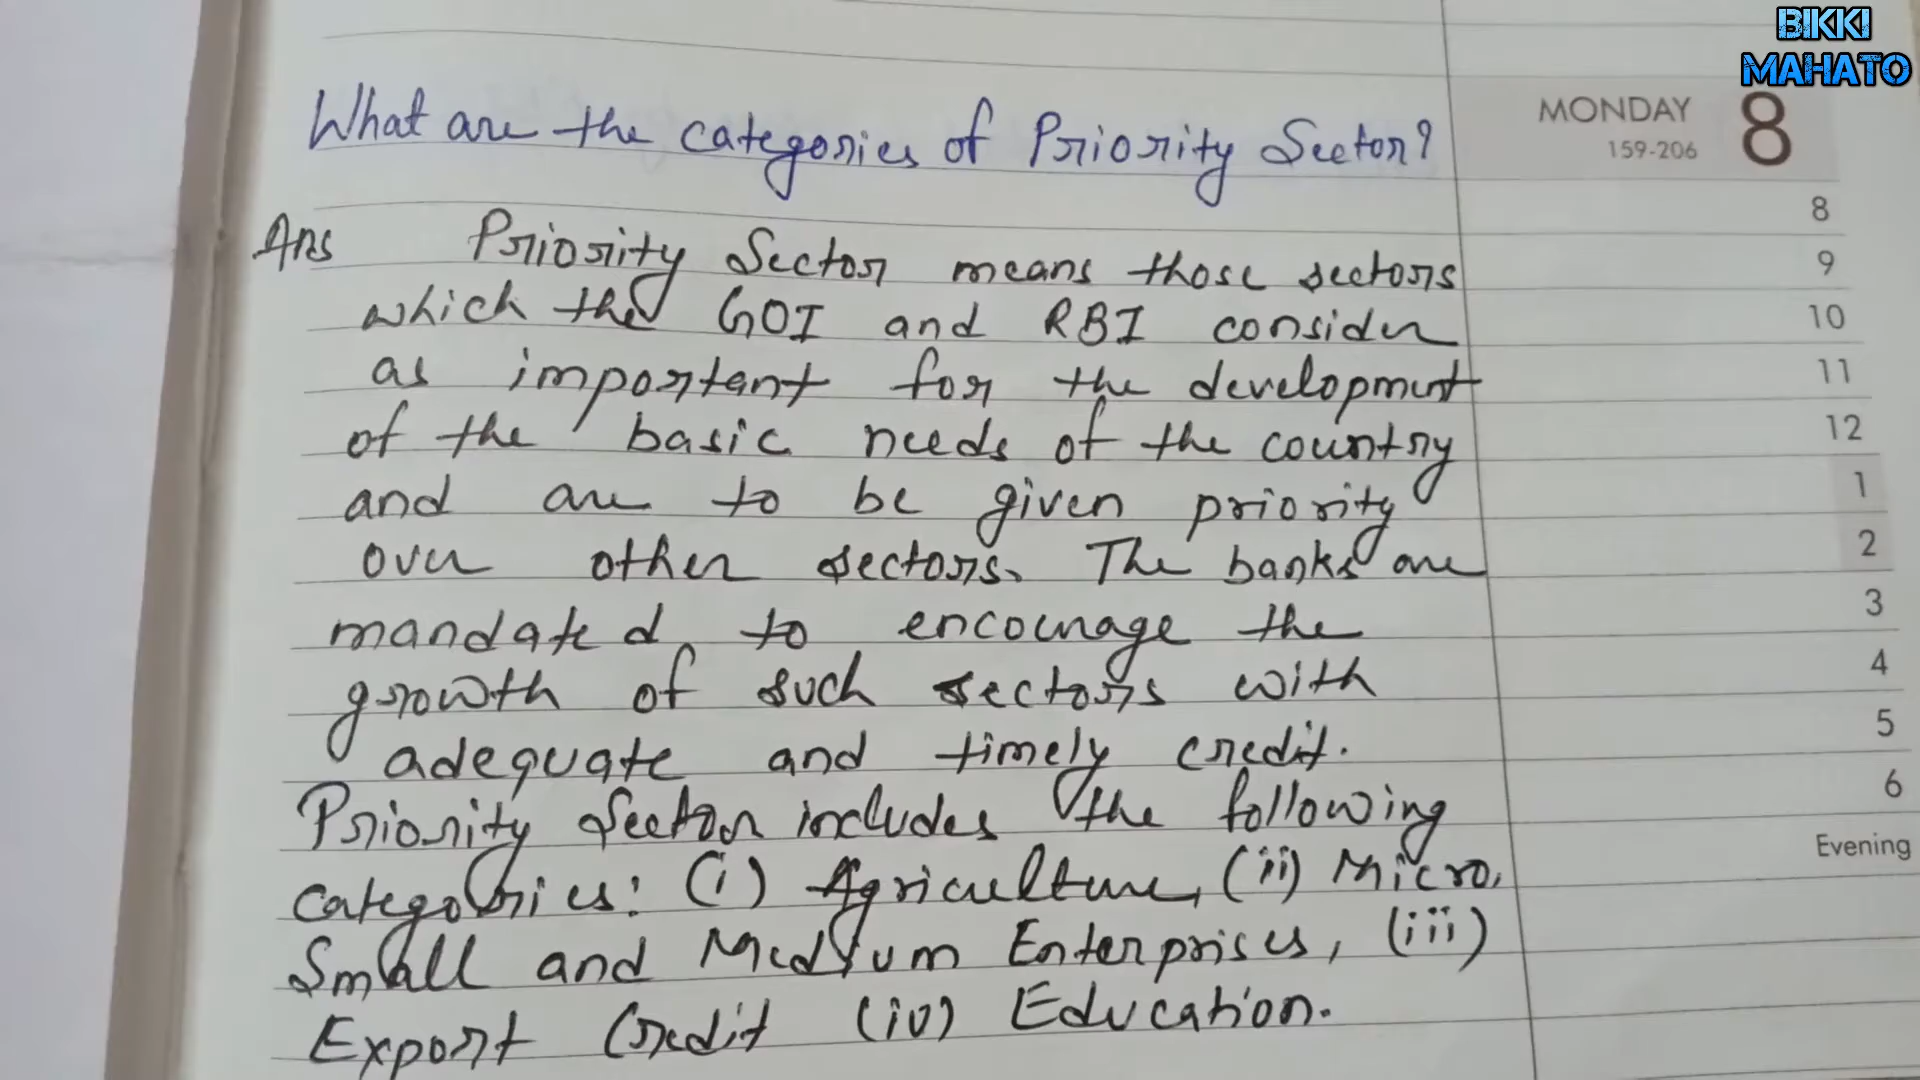 BIKKI
MAHATO
MONDAY 8
159-206
What are the categories of Priority Sector?
Ans Priority Sector means those sectors
which the GOI and RBI consider
as important for the development
of the basic needs of the country
and are to be given priority
over other sectors. The banks are
mandated to encourage the
growth of such sectors with
adequate and timely credit.
Priority Sector includes the following
categories: (i) Agriculture, (ii) Micro,
Small and Medium Enterprises, (iii)
Export Credit (iv) Education.
8
9
10
11
12
1
2
3
4
5
6
Evening